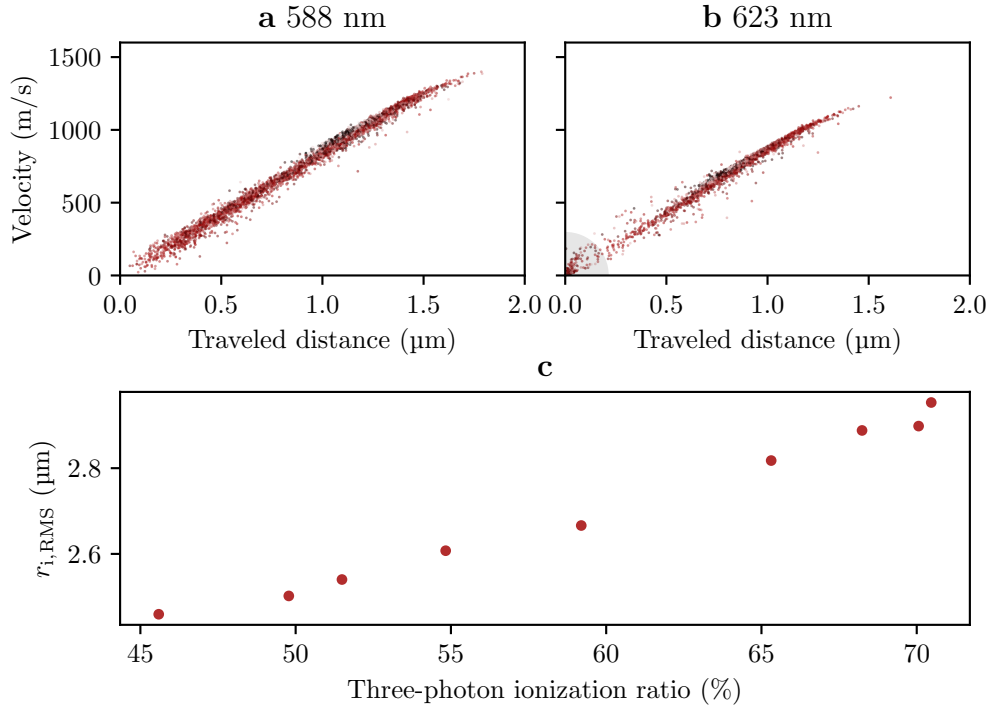 a 588 nm
b 623 nm
Velocity (m/s)
1500
1000
500
0
0.0 0.5 1.0 1.5 2.0
0.0 0.5 1.0 1.5 2.0
Traveled distance (µm)
Traveled distance (µm)
c
r_i,RMS (µm)
2.8
2.6
45 50 55 60 65 70
Three-photon ionization ratio (%)